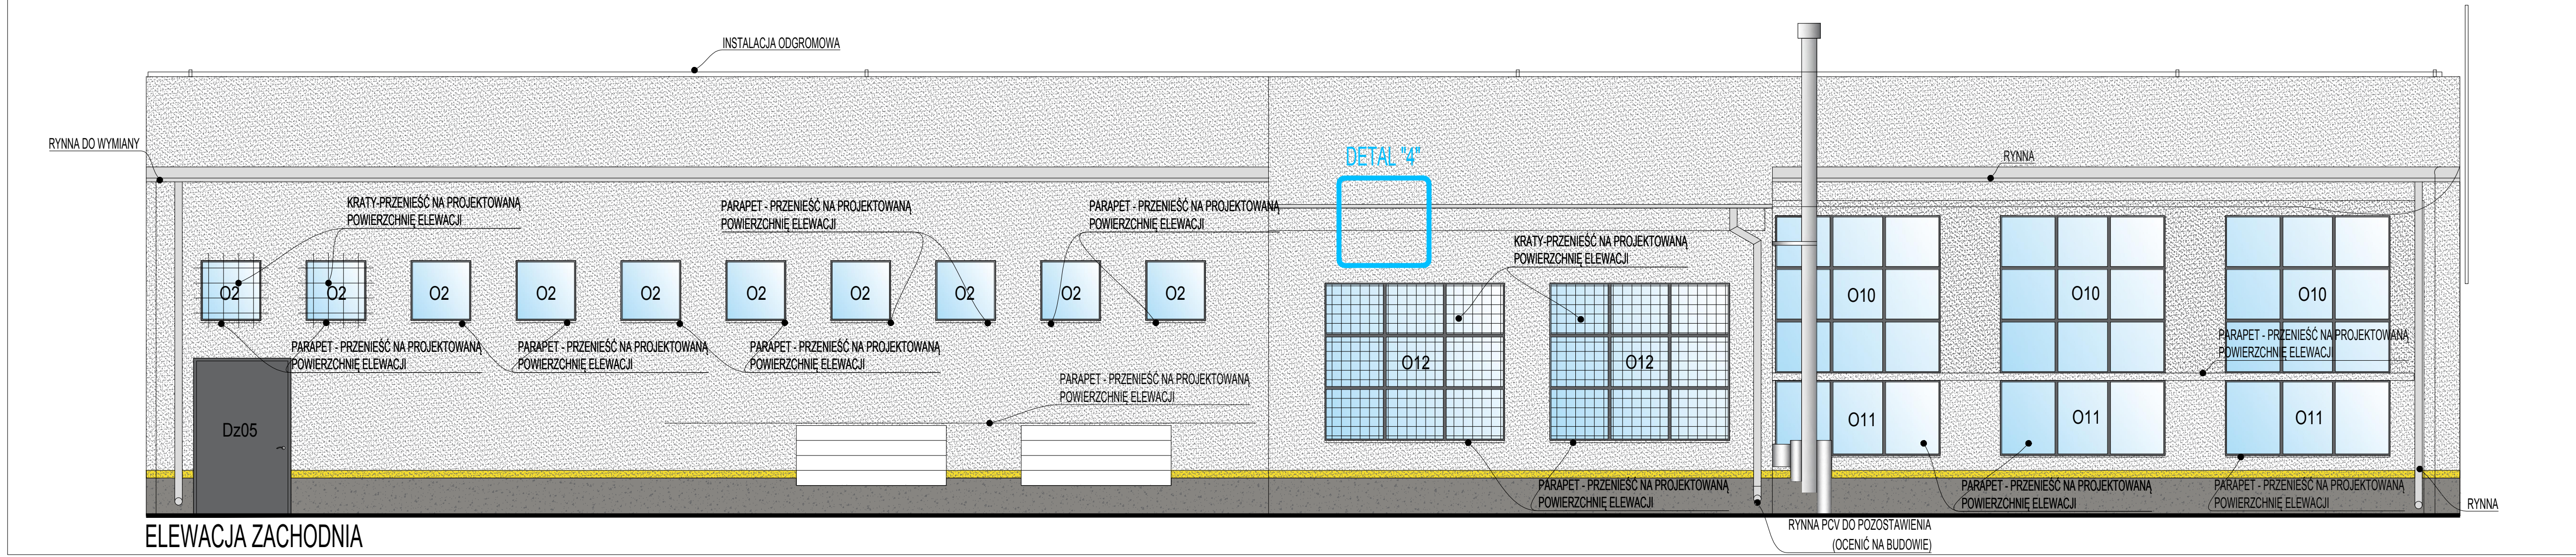 INSTALACJA ODGROMOWA
RYNNA DO WYMIANY
DETAL "4"
RYNNA
KRATY-PRZENIEŚĆ NA PROJEKTOWANĄ
POWIERZCHNIĘ ELEWACJI
PARAPET - PRZENIEŚĆ NA PROJEKTOWANĄ
POWIERZCHNIĘ ELEWACJI
PARAPET - PRZENIEŚĆ NA PROJEKTOWANĄ
POWIERZCHNIĘ ELEWACJI
KRATY-PRZENIEŚĆ NA PROJEKTOWANĄ
POWIERZCHNIĘ ELEWACJI
O2
O2
O2
O2
O2
O2
O2
O2
O2
O2
O10
O10
O10
PARAPET - PRZENIEŚĆ NA PROJEKTOWANĄ
POWIERZCHNIĘ ELEWACJI
PARAPET - PRZENIEŚĆ NA PROJEKTOWANĄ
POWIERZCHNIĘ ELEWACJI
PARAPET - PRZENIEŚĆ NA PROJEKTOWANĄ
POWIERZCHNIĘ ELEWACJI
PARAPET - PRZENIEŚĆ NA PROJEKTOWANĄ
POWIERZCHNIĘ ELEWACJI
O12
O12
PARAPET - PRZENIEŚĆ NA PROJEKTOWANĄ
POWIERZCHNIĘ ELEWACJI
Dz05
O11
O11
O11
PARAPET - PRZENIEŚĆ NA PROJEKTOWANĄ
POWIERZCHNIĘ ELEWACJI
PARAPET - PRZENIEŚĆ NA PROJEKTOWANĄ
POWIERZCHNIĘ ELEWACJI
PARAPET - PRZENIEŚĆ NA PROJEKTOWANĄ
POWIERZCHNIĘ ELEWACJI
RYNNA
RYNNA PCV DO POZOSTAWIENIA
(OCENIĆ NA BUDOWIE)
ELEWACJA ZACHODNIA